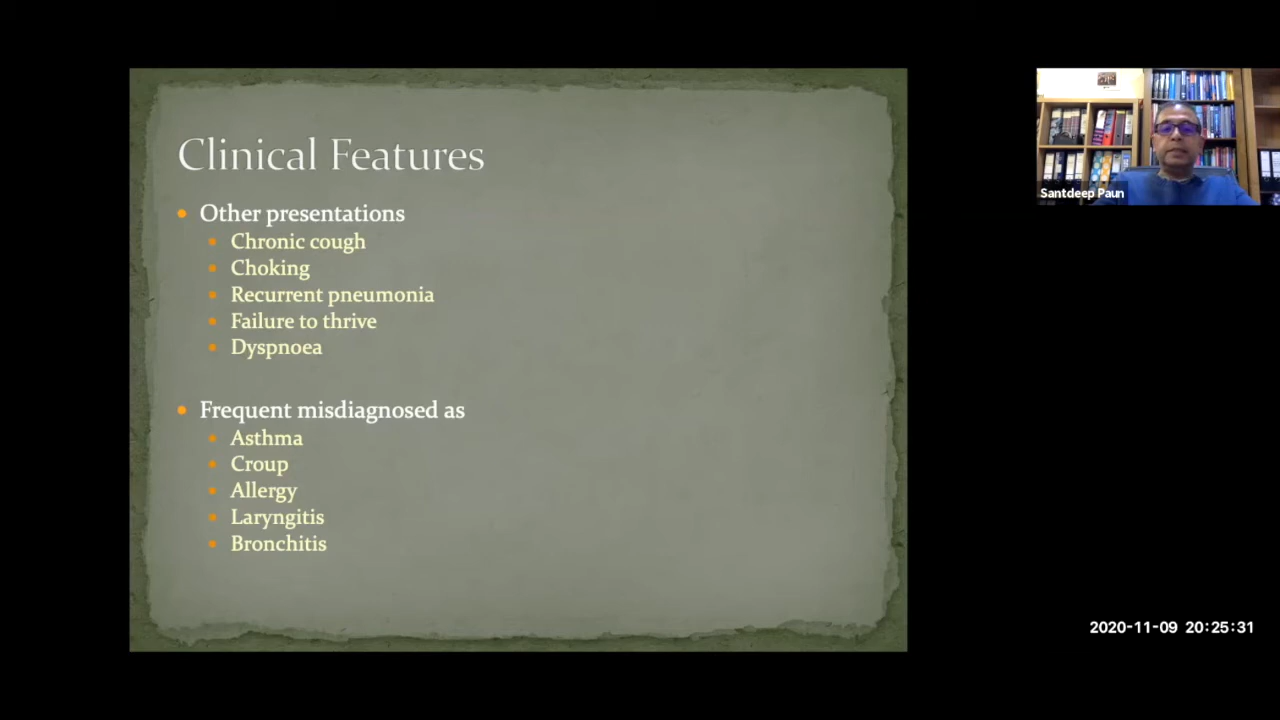 Clinical Features
Other presentations
Chronic cough
Choking
Recurrent pneumonia
Failure to thrive
Dyspnoea
Frequent misdiagnosed as
Asthma
Croup
Allergy
Laryngitis
Bronchitis
Santdeep Paun
2020-11-09 20:25:31